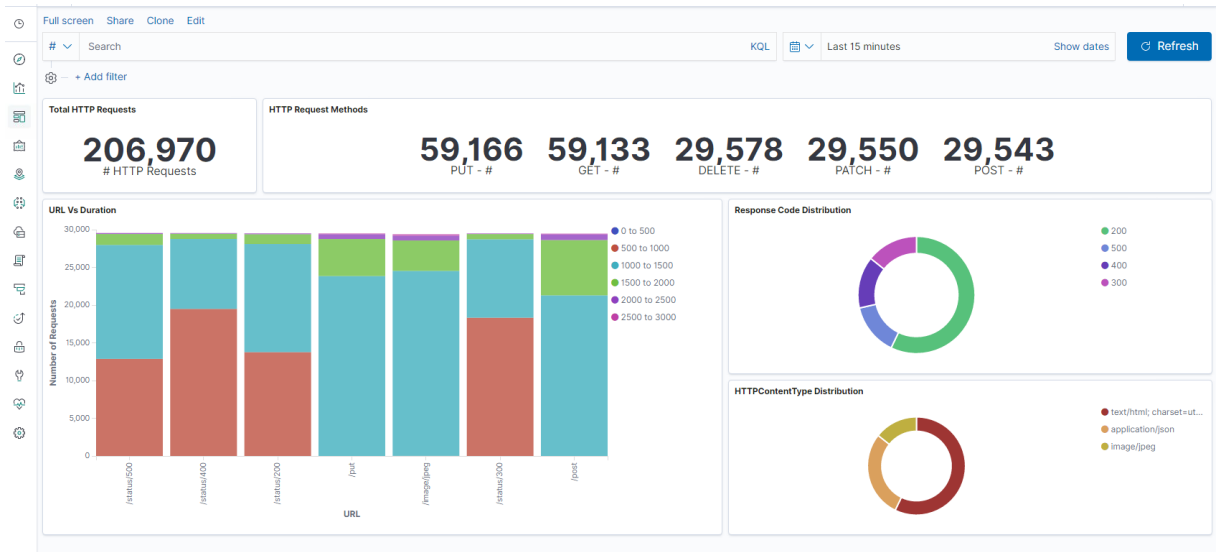 Full screen Share Clone Edit
# Search KQL Last 15 minutes Show dates Refresh
+ Add filter
Total HTTP Requests
206,970
# HTTP Requests
HTTP Request Methods
59,166 59,133 29,578 29,550 29,543
PUT - # GET - # DELETE - # PATCH - # POST - #
URL Vs Duration
Number of Requests
30,000
25,000
20,000
15,000
10,000
5,000
0
/status/500
/status/400
/status/200
/put
/image/jpeg
/status/300
/post
URL
0 to 500
500 to 1000
1000 to 1500
1500 to 2000
2000 to 2500
2500 to 3000
Response Code Distribution
200
500
400
300
HTTPContentType Distribution
text/html; charset=ut...
application/json
image/jpeg